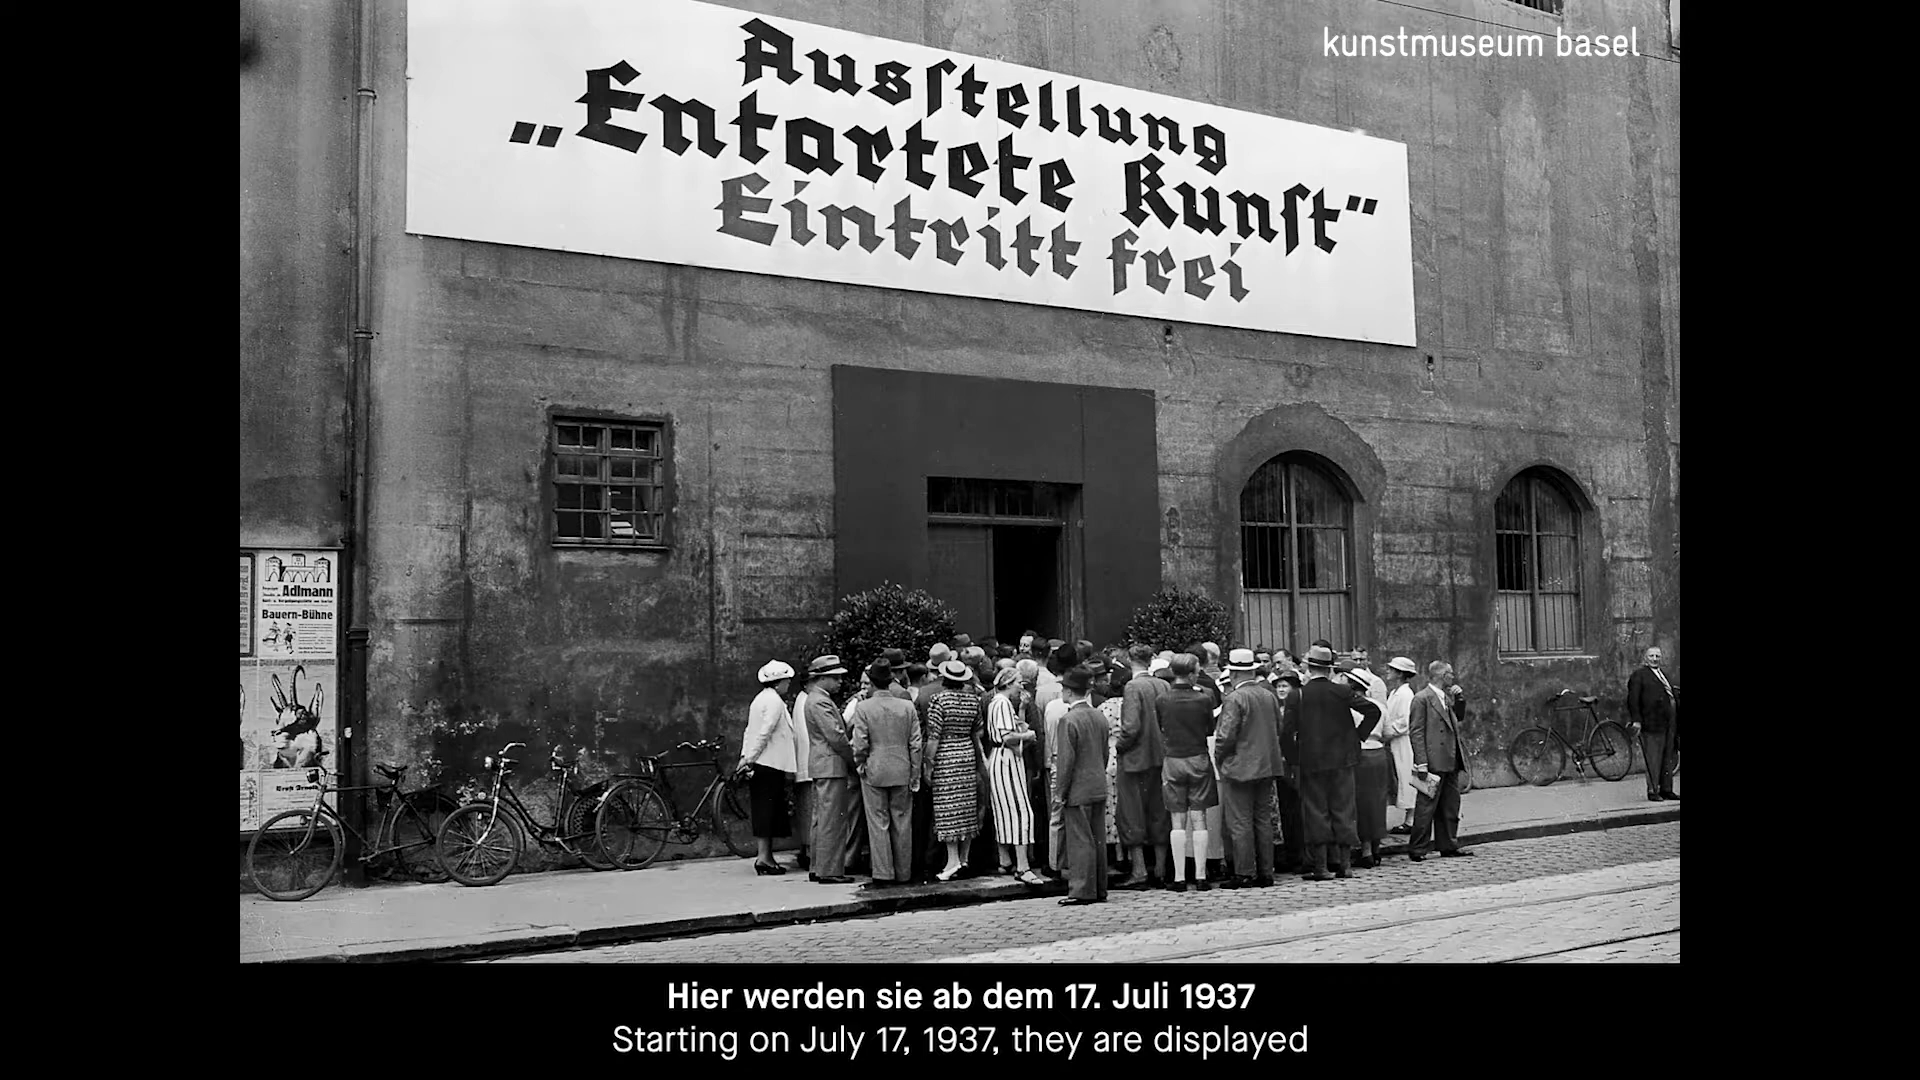 kunstmuseum basel
Ausstellung
„Entartete Kunst“
Eintritt frei
Adlmann
Bauern-Bühne
Hier werden sie ab dem 17. Juli 1937
Starting on July 17, 1937, they are displayed